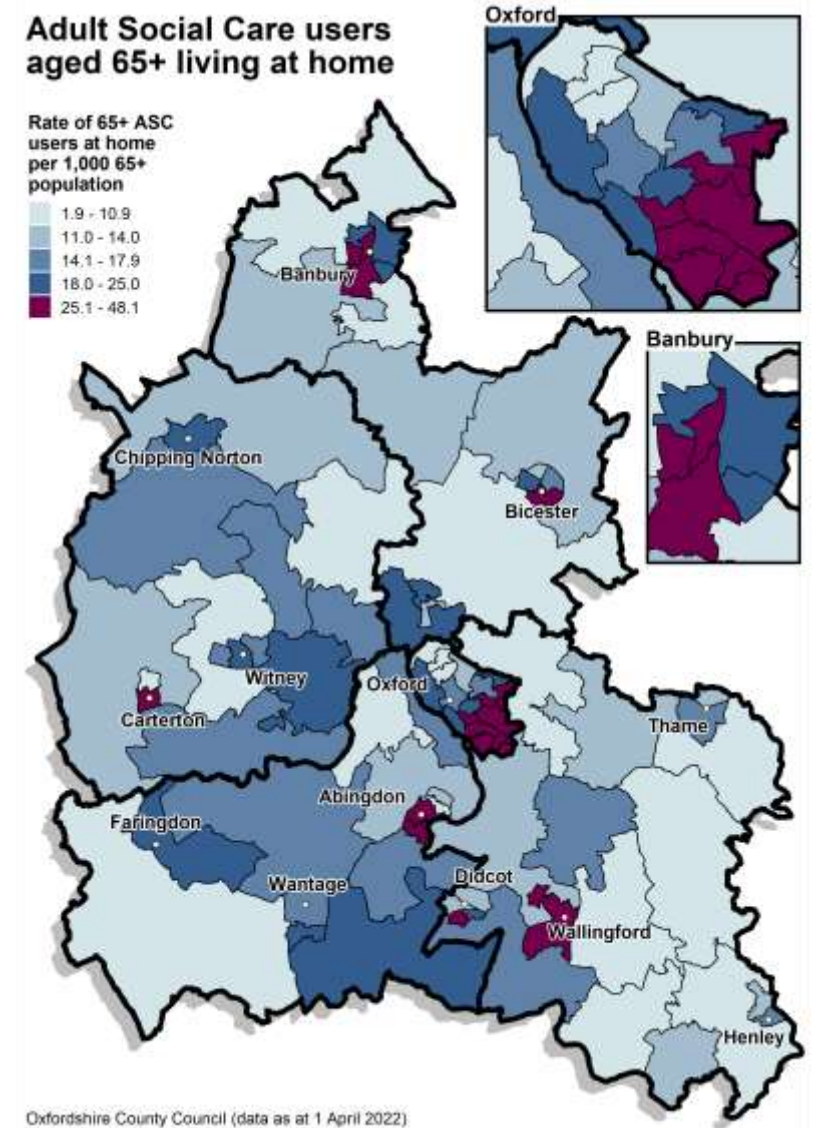 Adult Social Care users
aged 65+ living at home
Rate of 65+ ASC
users at home
per 1,000 65+
population
1.9 - 10.9
11.0 - 14.0
14.1 - 17.9
18.0 - 25.0
25.1 - 48.1
Oxford
Banbury
Banbury
Chipping Norton
Bicester
Witney
Oxford
Carterton
Thame
Abingdon
Faringdon
Didcot
Wantage
Wallingford
Henley
Oxfordshire County Council (data as at 1 April 2022)